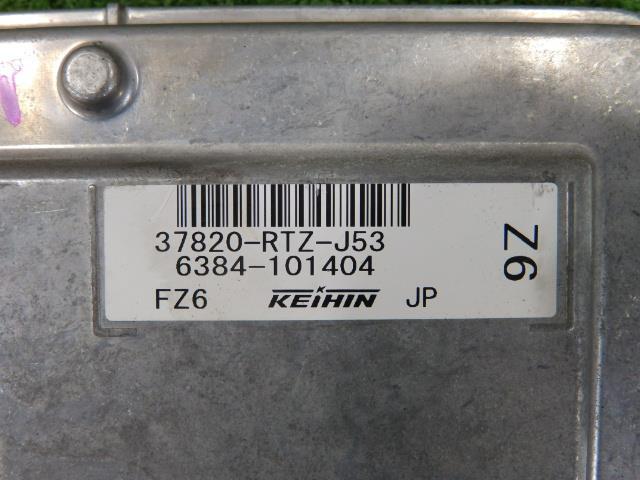 37820-RTZ-J53
6384-101404
FZ6 KEIHIN JP
9Z